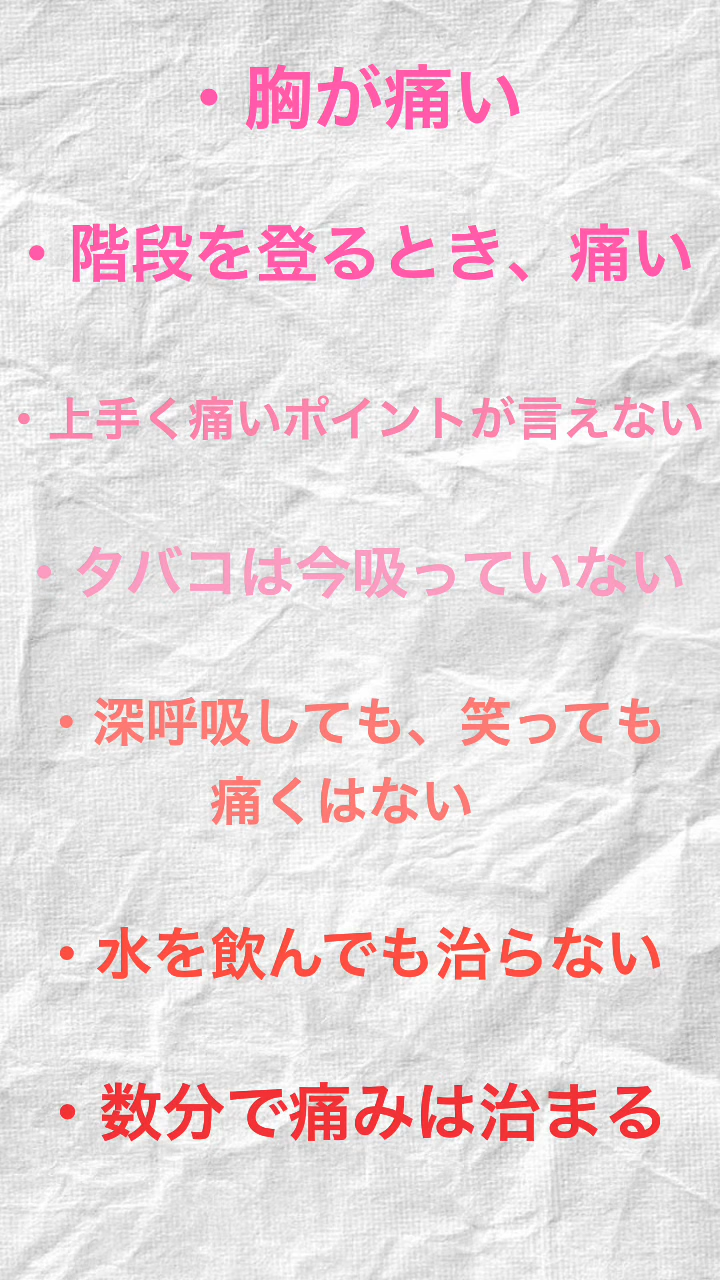 ・胸が痛い
・階段を登るとき、痛い
・上手く痛いポイントが言えない
・タバコは今吸っていない
・深呼吸しても、笑っても
痛くはない
・水を飲んでも治らない
・数分で痛みは治まる